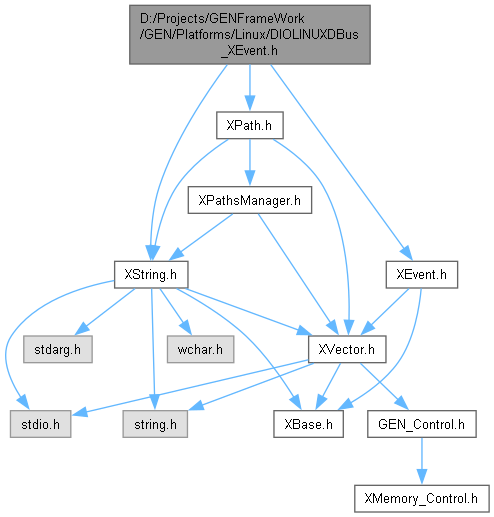 D:/Projects/GENFrameWork
/GEN/Platforms/Linux/DIOLINUXDBus
_XEvent.h
XPath.h
XPathsManager.h
XString.h
XEvent.h
stdarg.h
wchar.h
XVector.h
stdio.h
string.h
XBase.h
GEN_Control.h
XMemory_Control.h